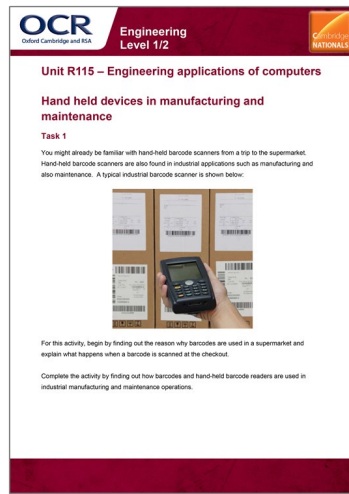 OCR
Oxford Cambridge and RSA
Engineering
Level 1/2
Cambridge
NATIONALS
Unit R115 – Engineering applications of computers
Hand held devices in manufacturing and
maintenance
Task 1
You might already be familiar with hand-held barcode scanners from a trip to the supermarket.
Hand-held barcode scanners are also found in industrial applications such as manufacturing and
also maintenance.  A typical industrial barcode scanner is shown below:
For this activity, begin by finding out the reason why barcodes are used in a supermarket and
explain what happens when a barcode is scanned at the checkout.
Complete the activity by finding out how barcodes and hand-held barcode readers are used in
industrial manufacturing and maintenance operations.